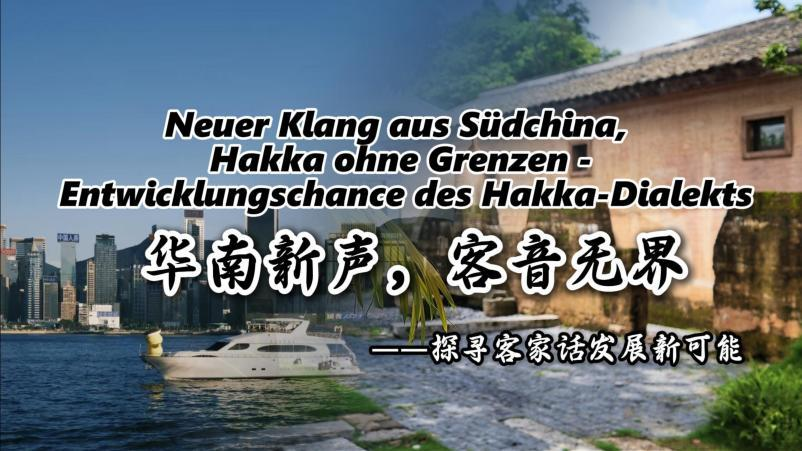 Neuer Klang aus Südchina,
Hakka ohne Grenzen -
Entwicklungschance des Hakka-Dialekts
华南新声，客音无界
——探寻客家话发展新可能